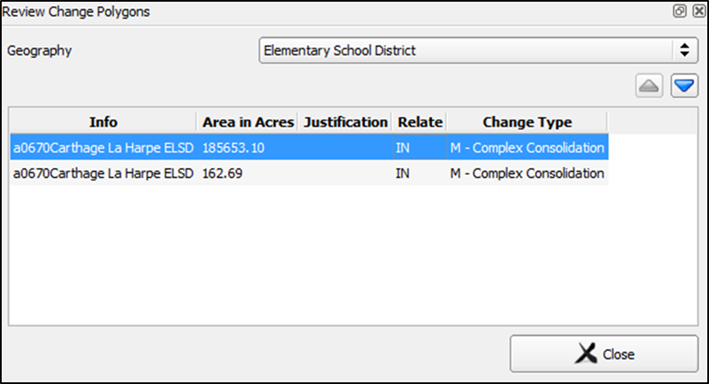 Review Change Polygons
Geography Elementary School District
Info Area in Acres Justification Relate Change Type
a0670Carthage La Harpe ELSD 185653.10 IN M - Complex Consolidation
a0670Carthage La Harpe ELSD 162.69 IN M - Complex Consolidation
Close